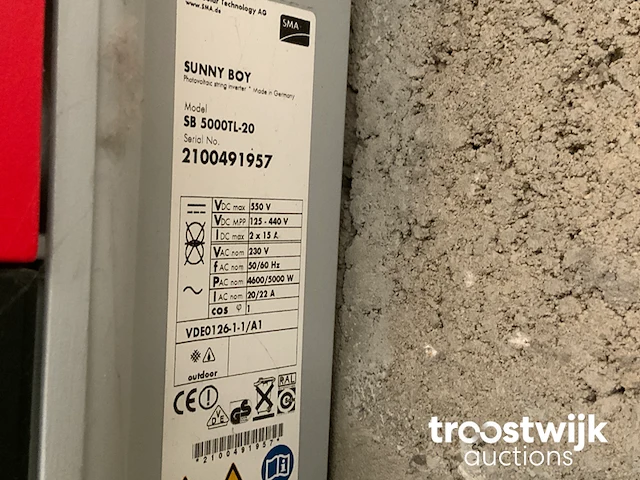 Technology AG
www.SMA.de
SMA
SUNNY BOY
Photovoltaic string inverter * Made in Germany
Model
SB 5000TL-20
Serial No.
2100491957
VDC max 550 V
VDC MPP 125 - 440 V
IDC max 2 x 15 A
VAC nom 230 V
fAC nom 50/60 Hz
PAC nom 4600/5000 W
IAC nom 20/22 A
cos φ 1
VDE0126-1-1/A1
outdoor
CE
VDE
GS
RAL
*2100491957*
troostwijk
auctions